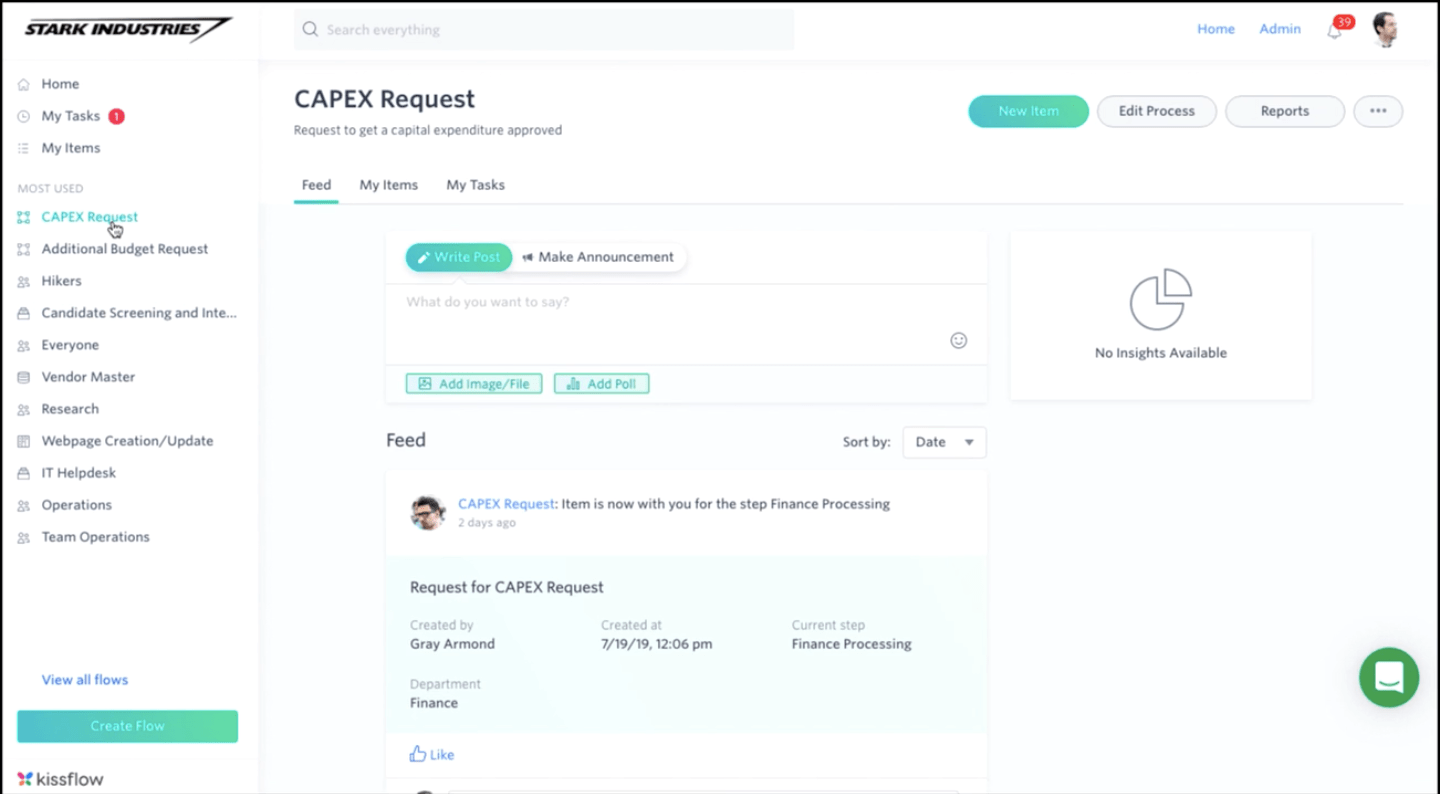 STARK INDUSTRIES
Search everything
Home
Admin
39
Home
My Tasks 1
My Items
MOST USED
CAPEX Request
Additional Budget Request
Hikers
Candidate Screening and Inte...
Everyone
Vendor Master
Research
Webpage Creation/Update
IT Helpdesk
Operations
Team Operations
View all flows
Create Flow
kissflow
CAPEX Request
Request to get a capital expenditure approved
New Item
Edit Process
Reports
Feed
My Items
My Tasks
Write Post
Make Announcement
What do you want to say?
Add Image/File
Add Poll
No Insights Available
Feed
Sort by:
Date
CAPEX Request: Item is now with you for the step Finance Processing
2 days ago
Request for CAPEX Request
Created by
Gray Armond
Created at
7/19/19, 12:06 pm
Current step
Finance Processing
Department
Finance
Like